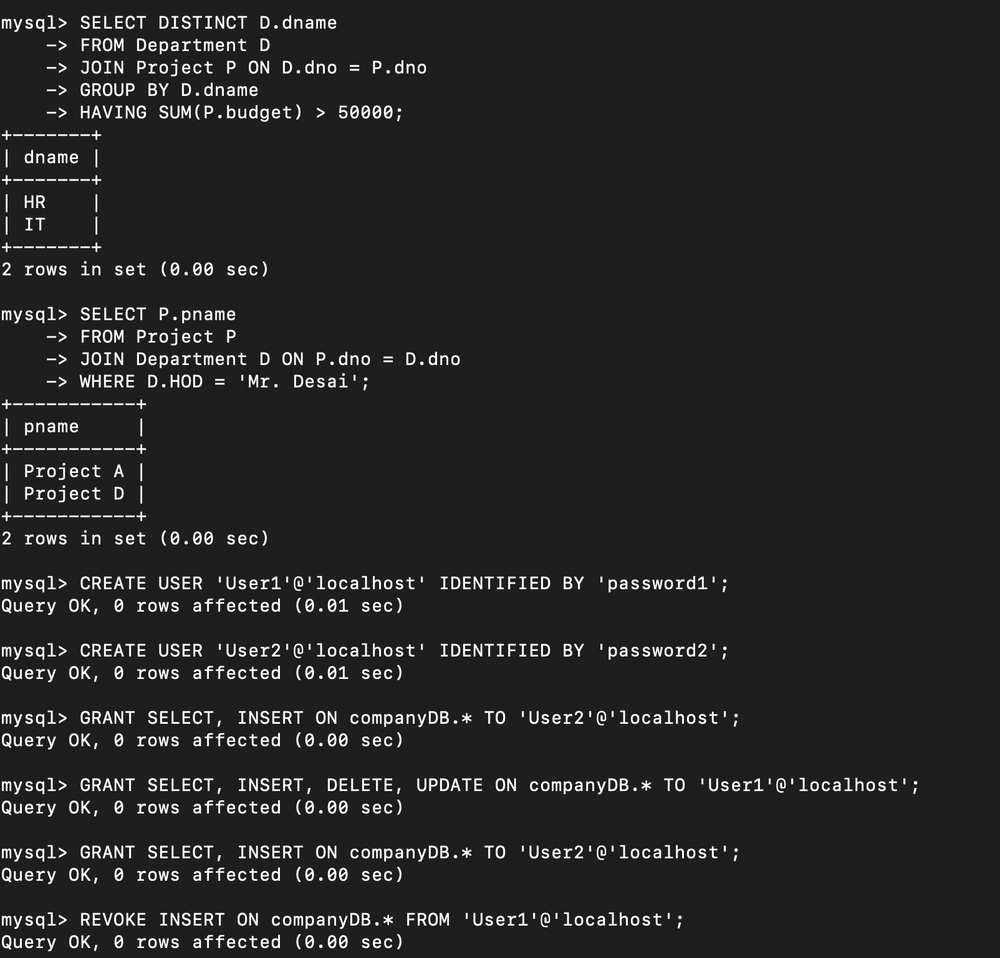 mysql> SELECT DISTINCT D.dname
    -> FROM Department D
    -> JOIN Project P ON D.dno = P.dno
    -> GROUP BY D.dname
    -> HAVING SUM(P.budget) > 50000;
+-------+
| dname |
+-------+
| HR    |
| IT    |
+-------+
2 rows in set (0.00 sec)

mysql> SELECT P.pname
    -> FROM Project P
    -> JOIN Department D ON P.dno = D.dno
    -> WHERE D.HOD = 'Mr. Desai';
+-----------+
| pname     |
+-----------+
| Project A |
| Project D |
+-----------+
2 rows in set (0.00 sec)

mysql> CREATE USER 'User1'@'localhost' IDENTIFIED BY 'password1';
Query OK, 0 rows affected (0.01 sec)

mysql> CREATE USER 'User2'@'localhost' IDENTIFIED BY 'password2';
Query OK, 0 rows affected (0.01 sec)

mysql> GRANT SELECT, INSERT ON companyDB.* TO 'User2'@'localhost';
Query OK, 0 rows affected (0.00 sec)

mysql> GRANT SELECT, INSERT, DELETE, UPDATE ON companyDB.* TO 'User1'@'localhost';
Query OK, 0 rows affected (0.00 sec)

mysql> GRANT SELECT, INSERT ON companyDB.* TO 'User2'@'localhost';
Query OK, 0 rows affected (0.00 sec)

mysql> REVOKE INSERT ON companyDB.* FROM 'User1'@'localhost';
Query OK, 0 rows affected (0.00 sec)